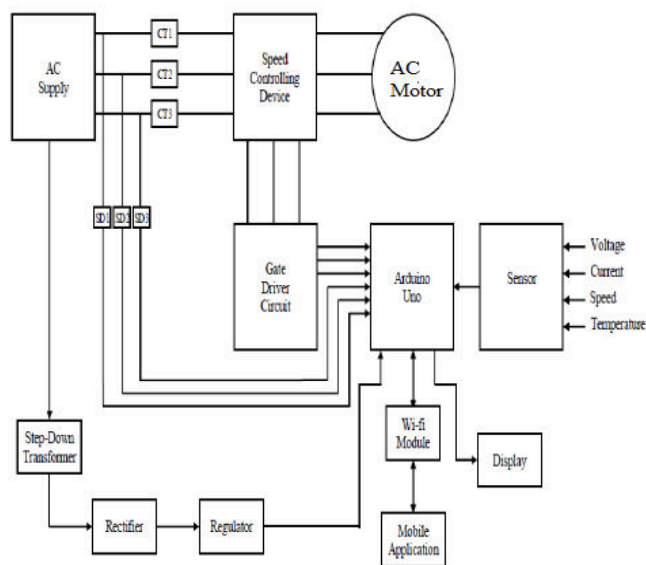 AC
Supply
CT1
CT2
CT3
Speed
Controlling
Device
AC
Motor
SD1
SD2
SD3
Gate
Driver
Circuit
Arduino
Uno
Sensor
Voltage
Current
Speed
Temperature
Step-Down
Transformer
Wi-fi
Module
Display
Rectifier
Regulator
Mobile
Application